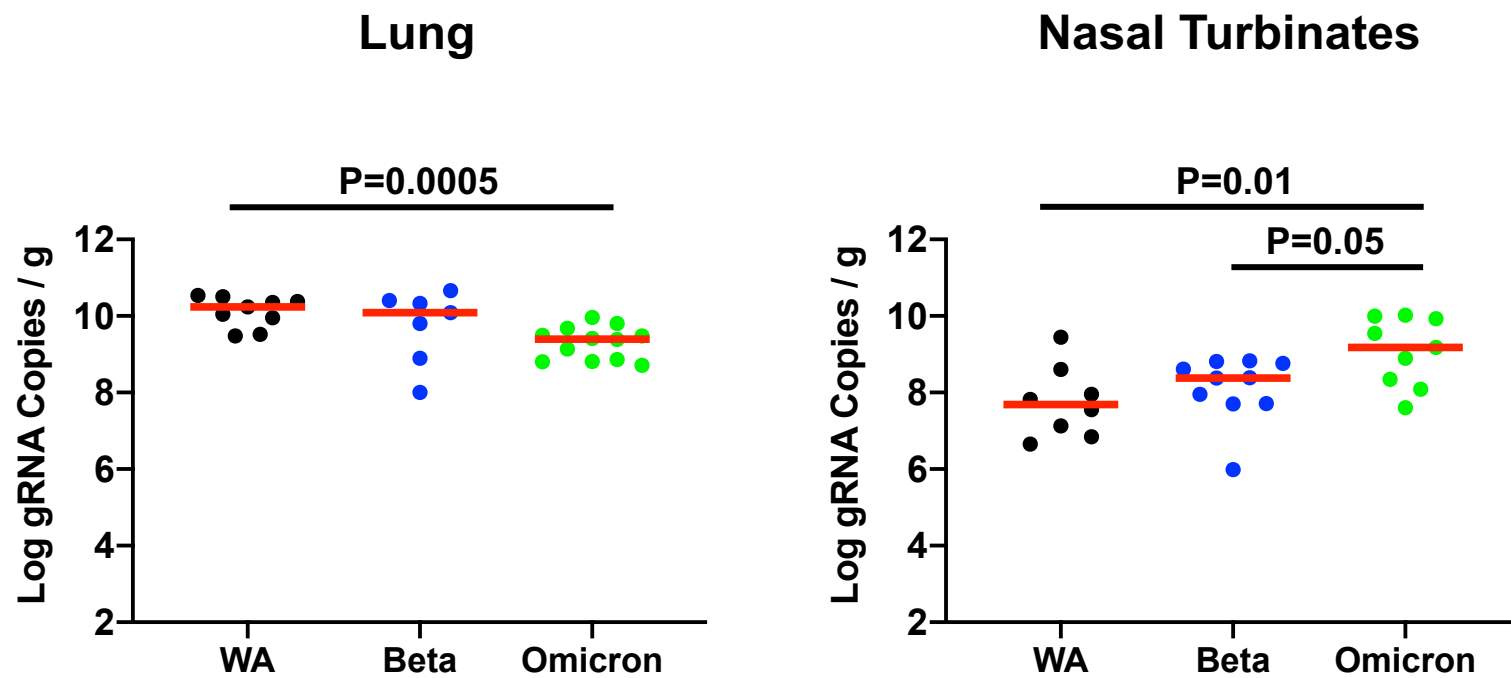 Lung
P=0.0005
Log gRNA Copies / g
12
10
8
6
4
2
WA Beta Omicron
Nasal Turbinates
P=0.01
P=0.05
Log gRNA Copies / g
12
10
8
6
4
2
WA Beta Omicron